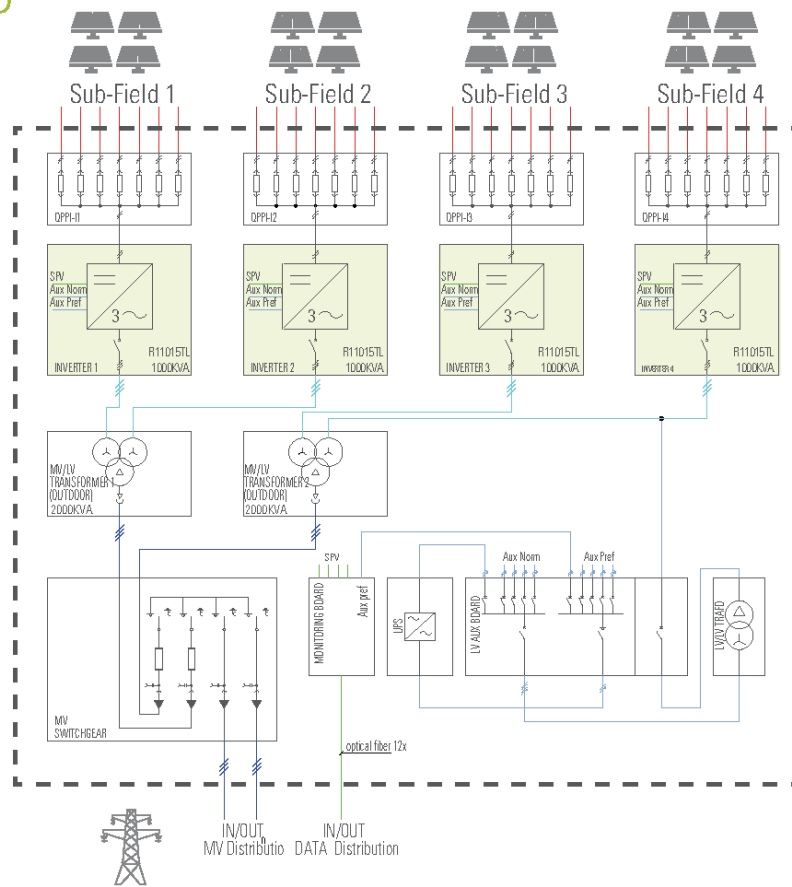 Sub-Field 1
Sub-Field 2
Sub-Field 3
Sub-Field 4
QPPI-I1
QPPI-I2
QPPI-I3
QPPI-I4
SPV
Aux Norm
Aux Pref
3
R11015TL
INVERTER 1
1000KVA
SPV
Aux Norm
Aux Pref
3
R11015TL
INVERTER 2
1000KVA
SPV
Aux Norm
Aux Pref
3
R11015TL
INVERTER 3
1000KVA
SPV
Aux Norm
Aux Pref
3
R11015TL
INVERTER 4
1000KVA
MV/LV
TRANSFORMER 1
(OUTDOOR)
2000KVA
MV/LV
TRANSFORMER 2
(OUTDOOR)
2000KVA
SPV
MONITORING BOARD
Aux pref
UPS
LV AUX BOARD
Aux Norm
Aux Pref
LV/LV TRAFO
MV
SWITCHGEAR
optical fiber 12x
IN/OUT
MV Distributio n
IN/OUT
DATA Distribution